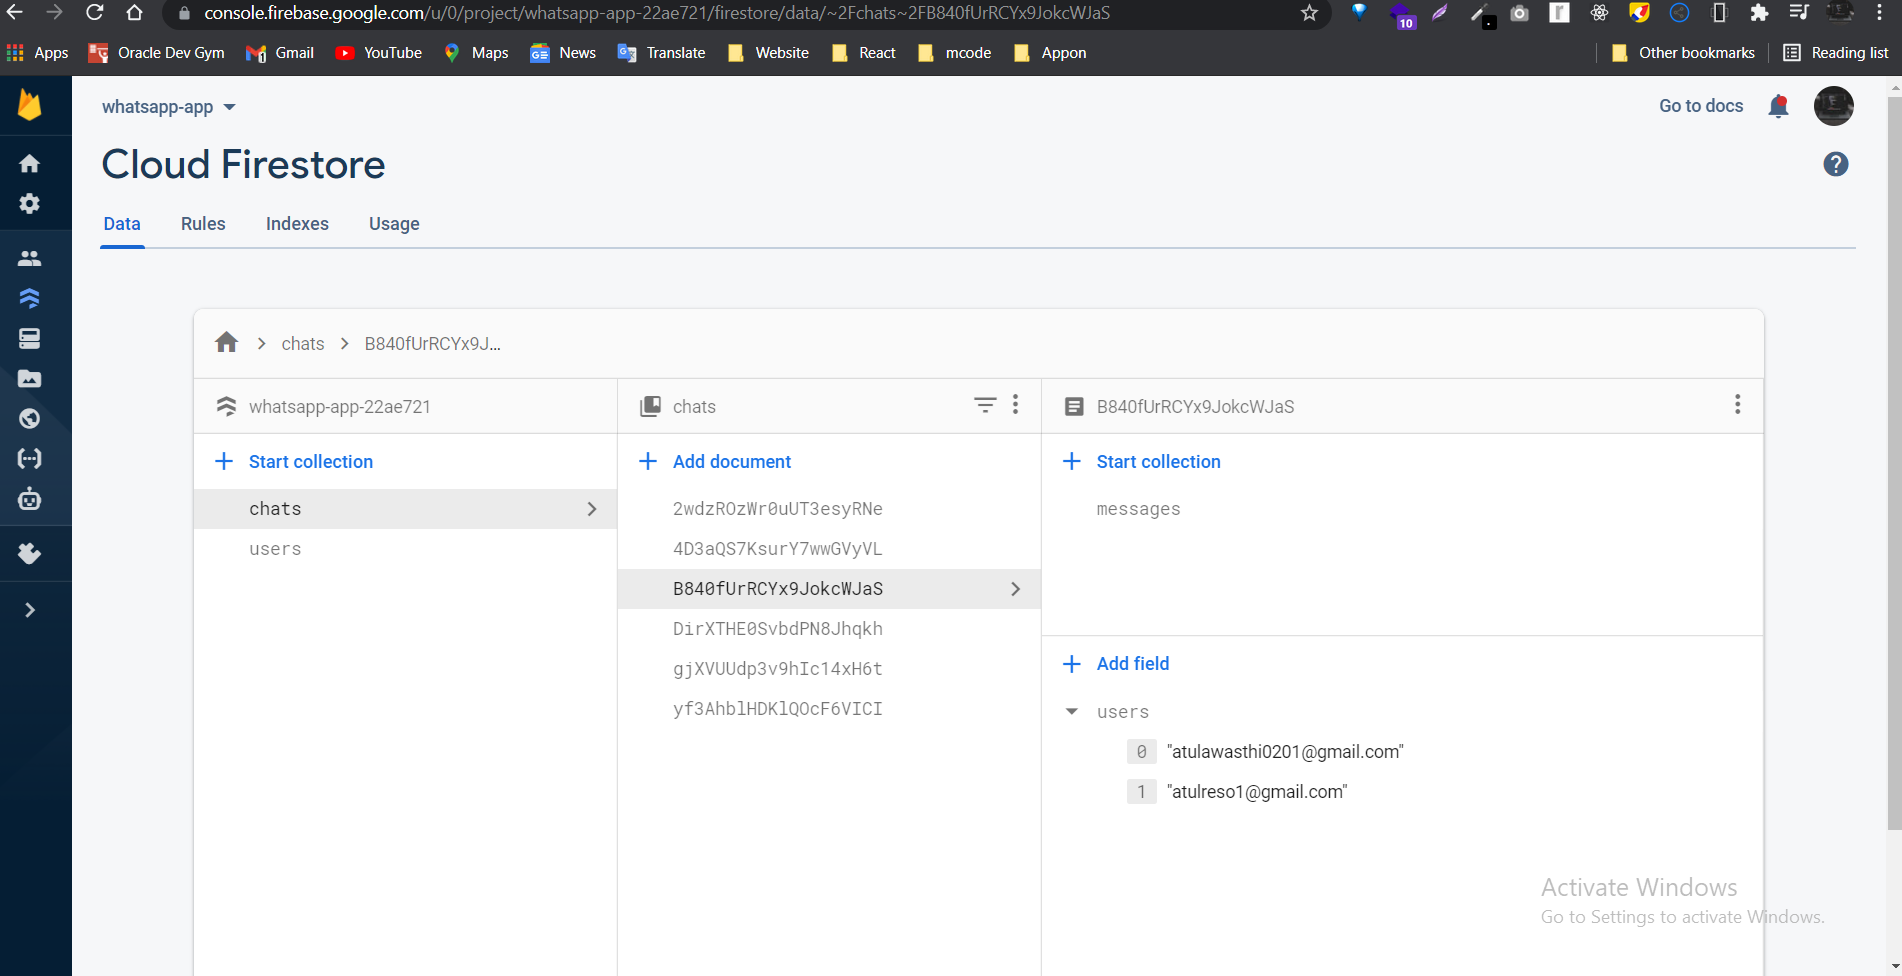 console.firebase.google.com/u/0/project/whatsapp-app-22ae721/firestore/data/~2Fchats~2FB840fUrRCYx9JokcWJaS
10
Apps Oracle Dev Gym Gmail YouTube Maps News Translate Website React mcode Appon Other bookmarks Reading list
whatsapp-app Go to docs
Cloud Firestore
Data Rules Indexes Usage
chats B840fUrRCYx9J...
whatsapp-app-22ae721 chats B840fUrRCYx9JokcWJaS
+ Start collection + Add document + Start collection
chats 2wdzROzWr0uUT3esyRNe messages
users 4D3aQS7KsurY7wwGVyVL
B840fUrRCYx9JokcWJaS
DirXTHE0SvbdPN8Jhqkh
+ Add field
gjXVUUdp3v9hIc14xH6t
yf3AhblHDKlQOcF6VICI users
0 "atulawasthi0201@gmail.com"
1 "atulreso1@gmail.com"
Activate Windows
Go to Settings to activate Windows.